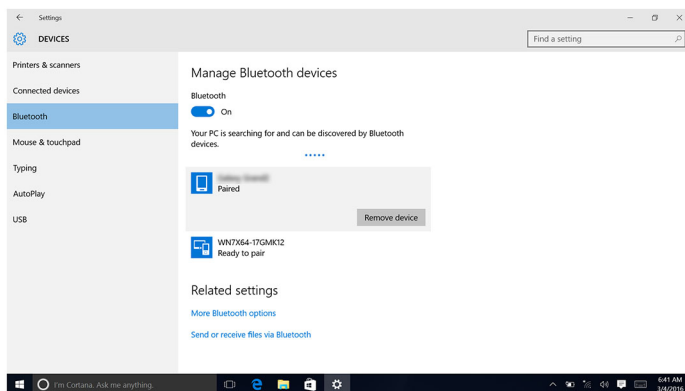 Settings
DEVICES
Find a setting
Printers & scanners
Connected devices
Bluetooth
Mouse & touchpad
Typing
AutoPlay
USB
Manage Bluetooth devices
Bluetooth
On
Your PC is searching for and can be discovered by Bluetooth
devices.
Paired
Remove device
WN7X64-17GMK12
Ready to pair
Related settings
More Bluetooth options
Send or receive files via Bluetooth
I'm Cortana. Ask me anything.
6:41 AM
3/4/2016